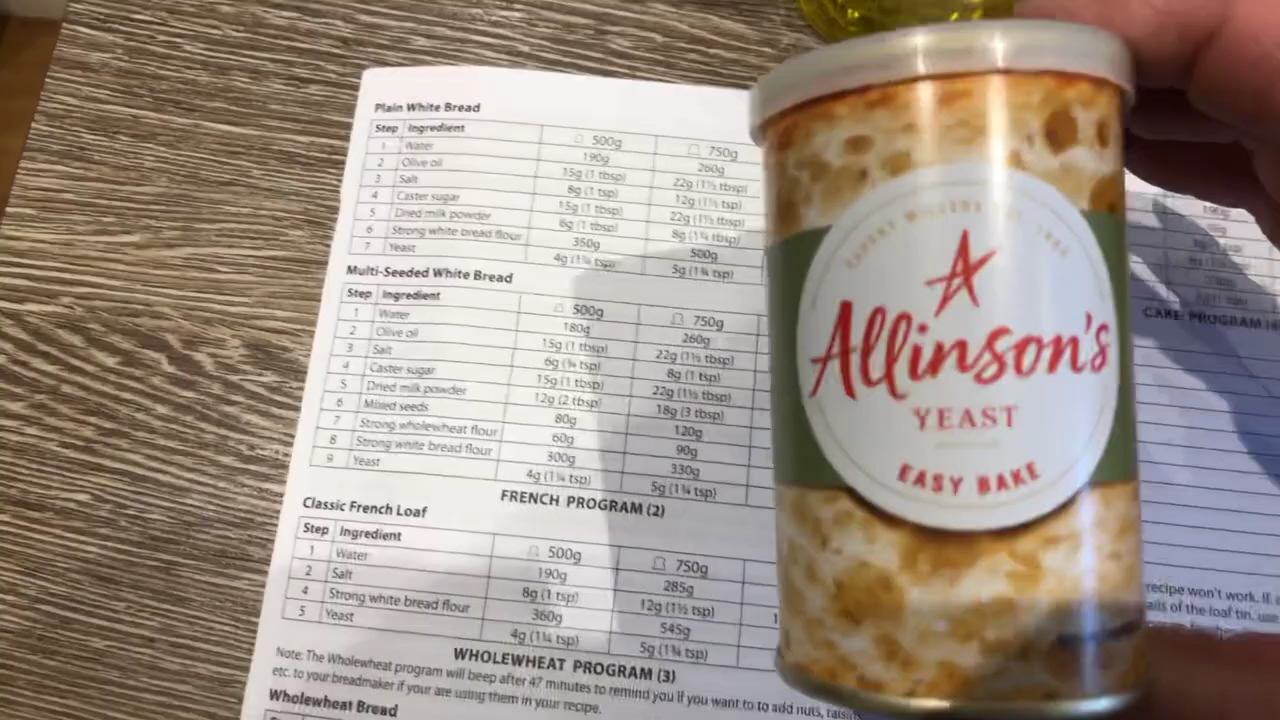 Plain White Bread
Step Ingredient 500g 750g
1 Water 190g 260g
2 Olive oil 15g (1 tbsp) 22g (1½ tbsp)
3 Salt 8g (1 tsp) 12g (1½ tsp)
4 Caster sugar 15g (1 tbsp) 22g (1½ tbsp)
5 Dried milk powder 6g (1 tbsp) 8g (1¼ tbsp)
6 Strong white bread flour 350g 500g
7 Yeast 4g (1¼ tsp) 5g (1¾ tsp)
Multi-Seeded White Bread
Step Ingredient 500g 750g
1 Water 180g 260g
2 Olive oil 15g (1 tbsp) 22g (1½ tbsp)
3 Salt 6g (¾ tsp) 8g (1 tsp)
4 Caster sugar 15g (1 tbsp) 22g (1½ tbsp)
5 Dried milk powder 12g (2 tbsp) 18g (3 tbsp)
6 Mixed seeds 80g 120g
7 Strong wholewheat flour 60g 90g
8 Strong white bread flour 300g 330g
9 Yeast 4g (1¼ tsp) 5g (1¾ tsp)
FRENCH PROGRAM (2)
Classic French Loaf
Step Ingredient 500g 750g
1 Water 190g 285g
2 Salt 8g (1 tsp) 12g (1½ tsp)
4 Strong white bread flour 360g 545g
5 Yeast 4g (1¼ tsp) 5g (1¾ tsp)
WHOLEWHEAT PROGRAM (3)
Note: The Wholewheat program will beep after 47 minutes to remind you if you want to to add nuts,
etc. to your breadmaker if your are using them in your recipe.
Wholewheat Bread
Allinson's
YEAST
EASY BAKE
CAKE PROGRAM
recipe won't work. If
of the loaf tin, use